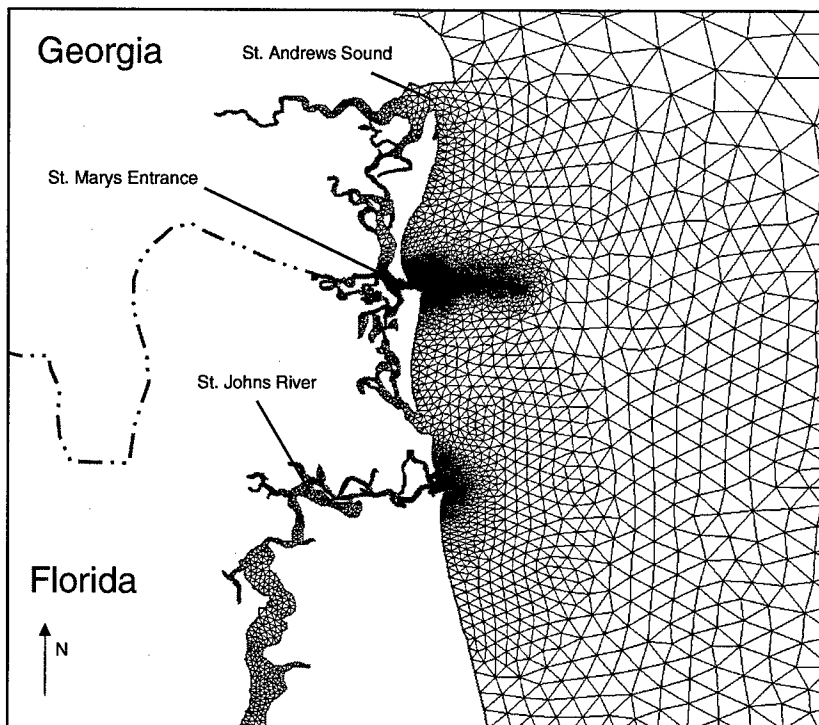 Georgia
St. Andrews Sound
St. Marys Entrance
St. Johns River
Florida
N